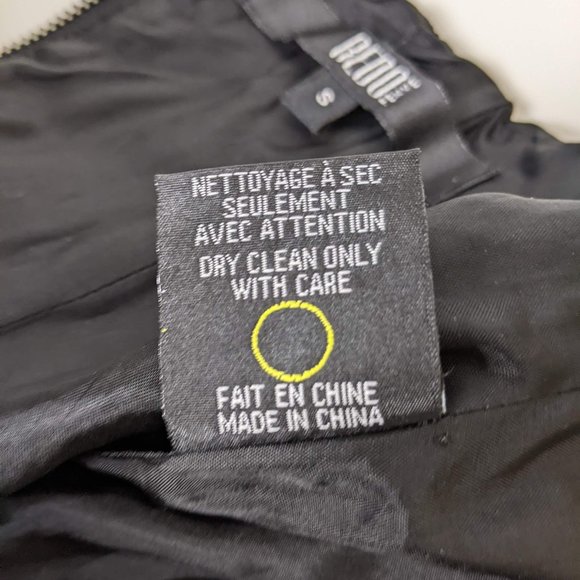 S
NETTOYAGE À SEC
SEULEMENT
AVEC ATTENTION
DRY CLEAN ONLY
WITH CARE
FAIT EN CHINE
MADE IN CHINA